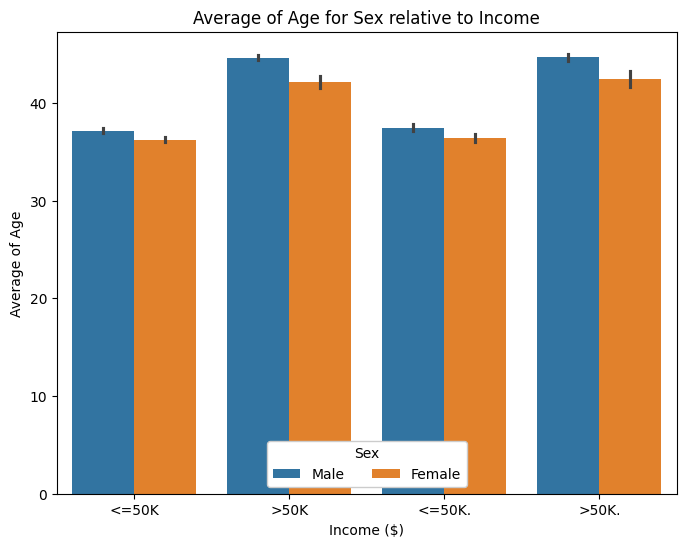 Average of Age for Sex relative to Income
Average of Age
40
30
20
10
0
Sex
Male Female
<=50K >50K <=50K. >50K.
Income ($)